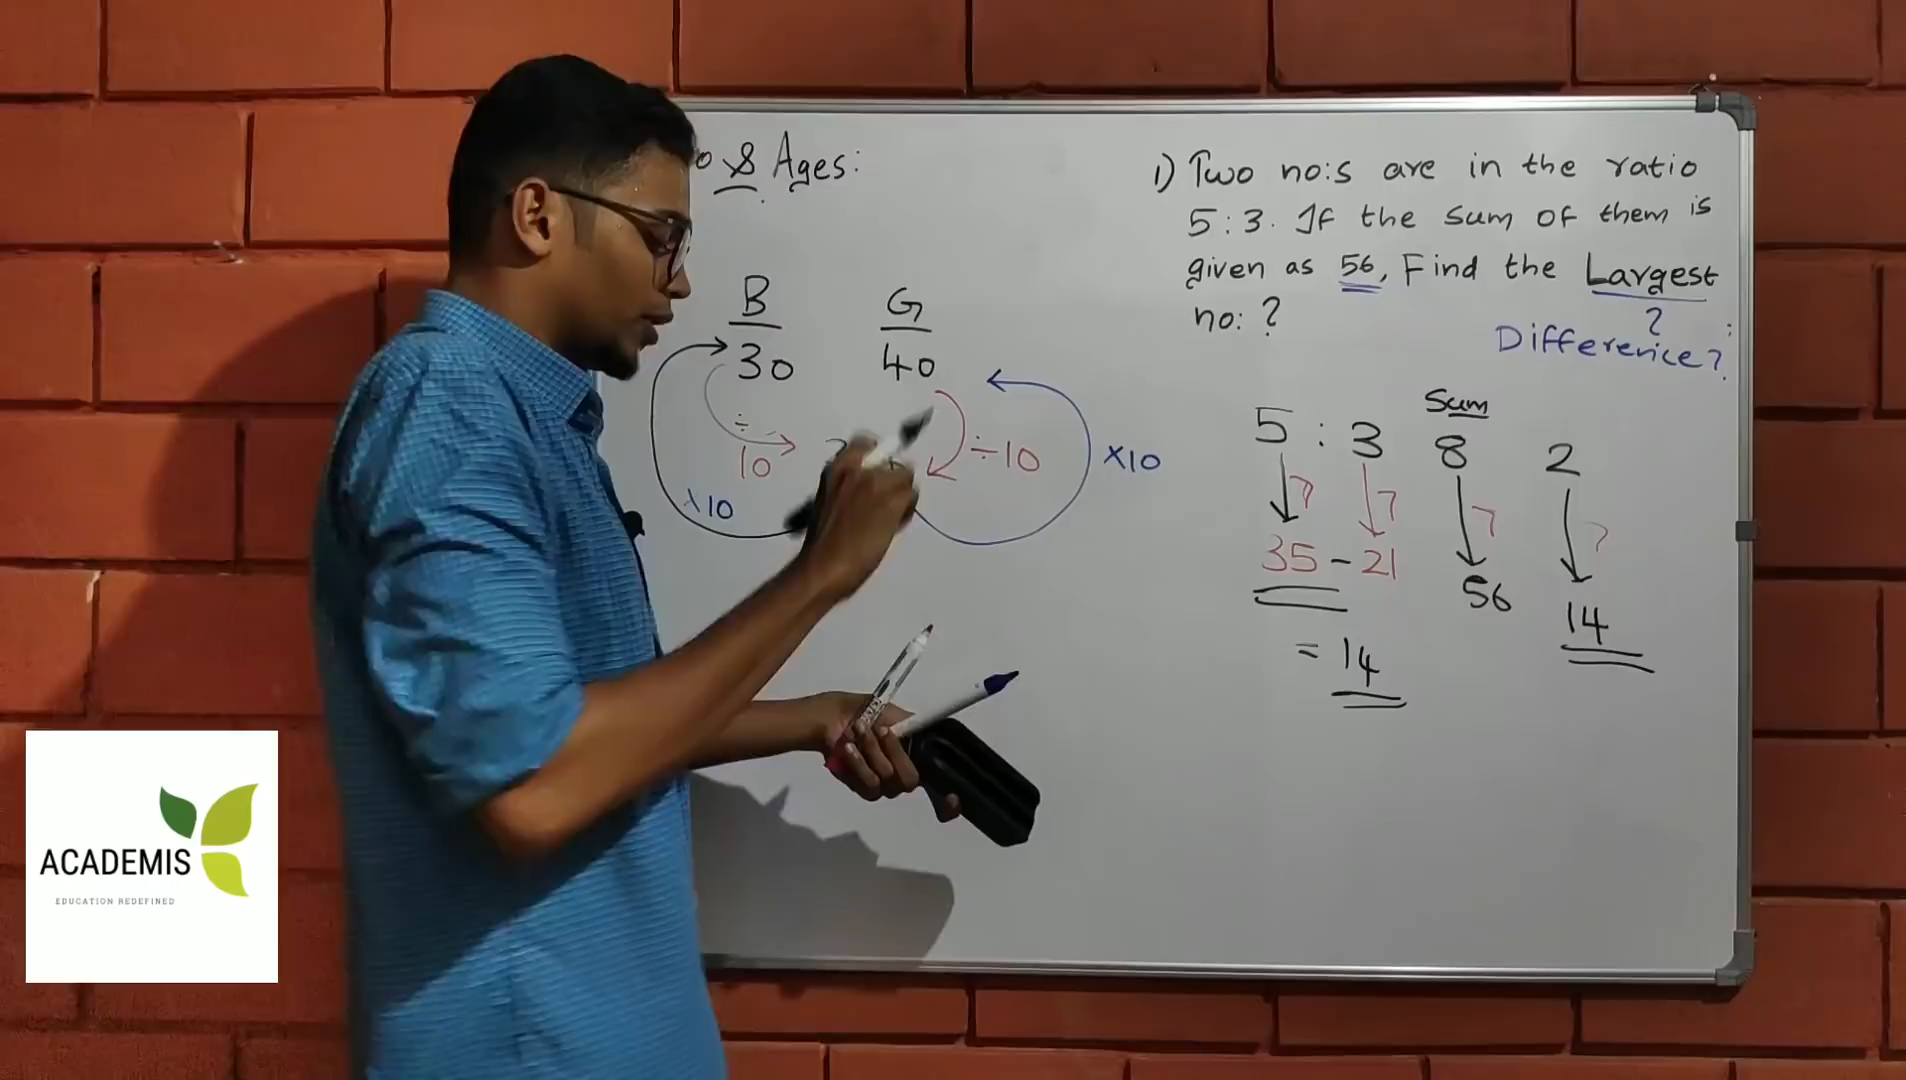 & Ages:
B G
30 40
÷
10
÷10
×10
×10
1) Two no:s are in the ratio
5:3. If the sum of them is
given as 56, Find the Largest
no: ?
?
Difference?
Sum
5 : 3 8 2
7 7 7 7
35 - 21
56
14
= 14
ACADEMIS
EDUCATION REDEFINED